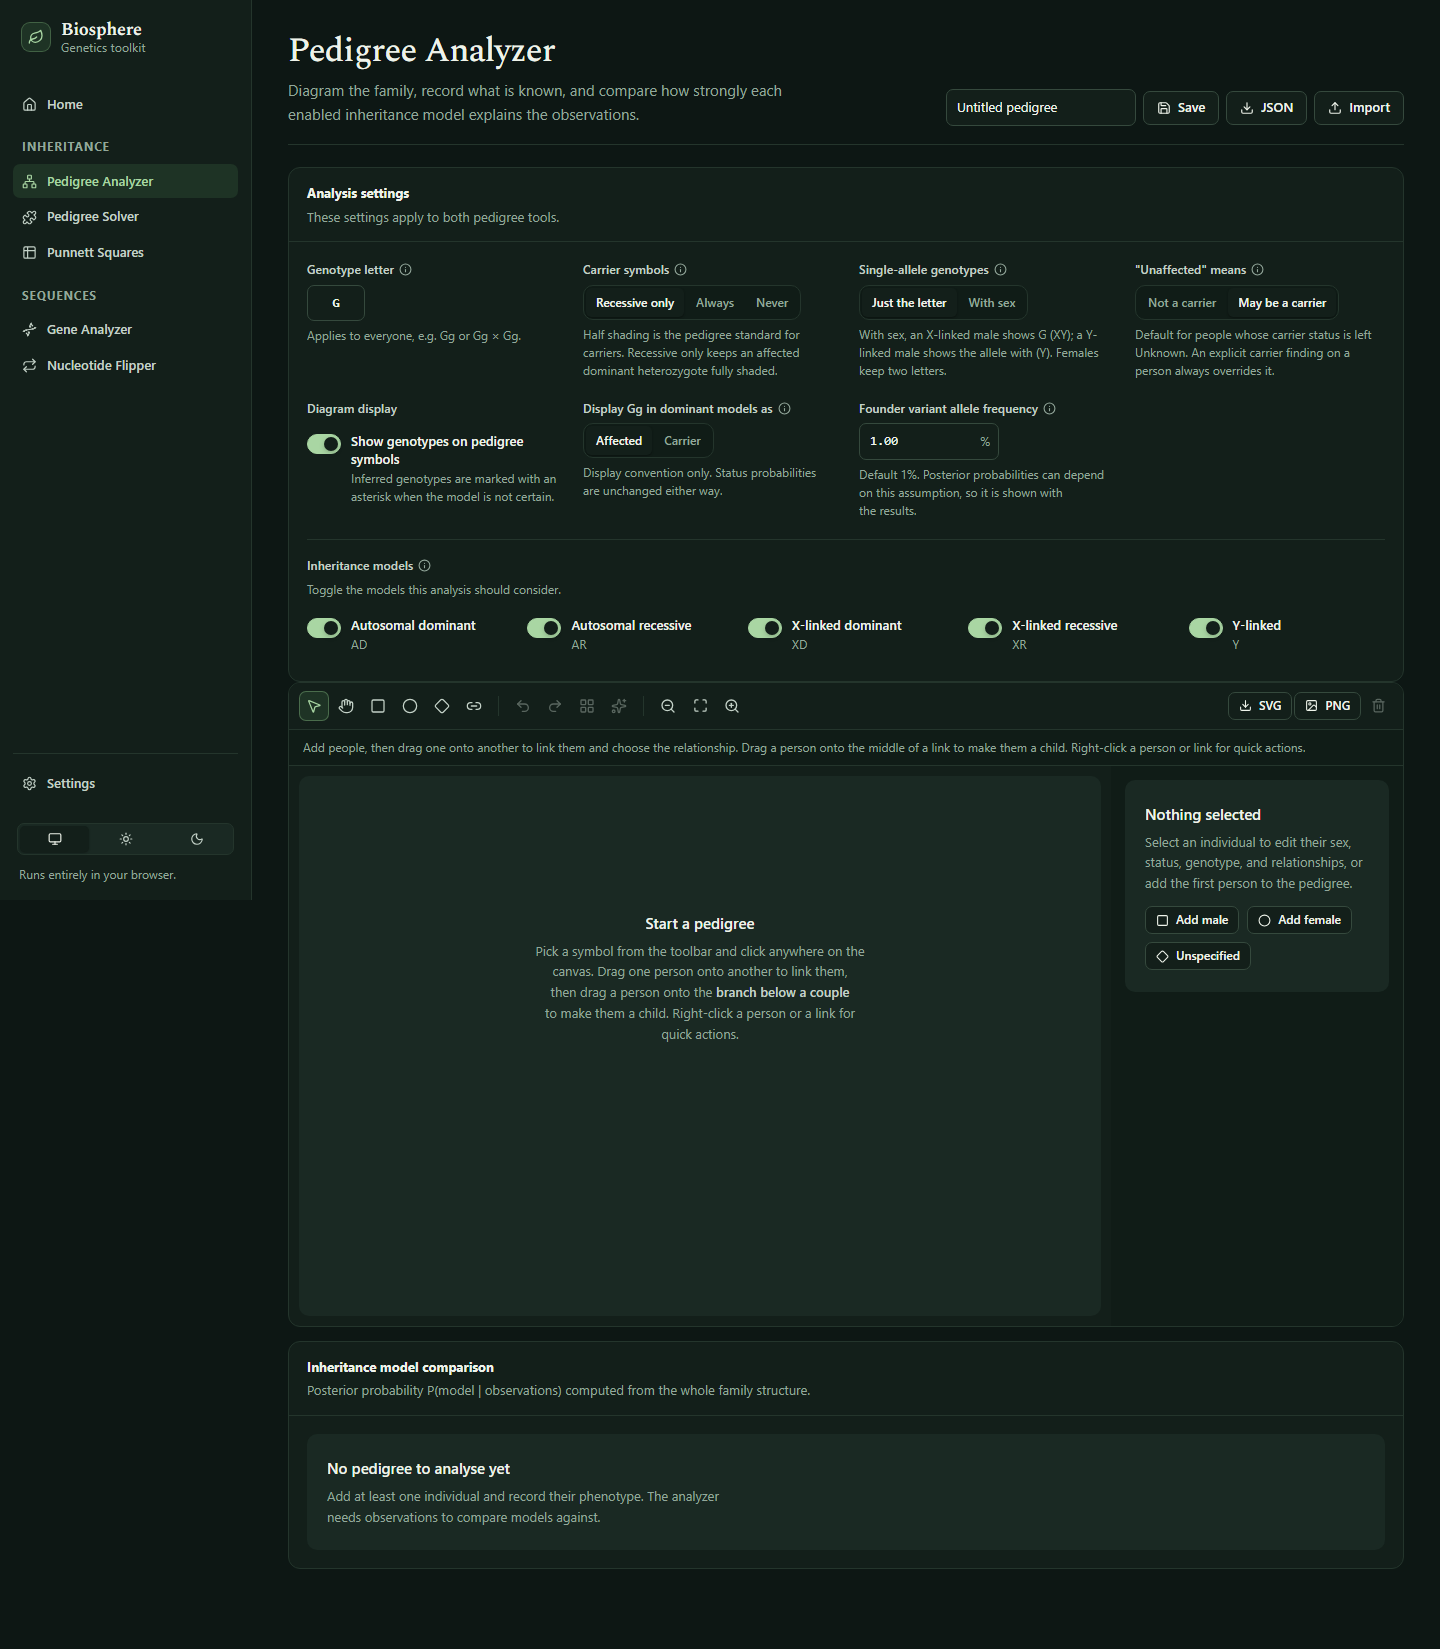 Biosphere
Genetics toolkit
Home
INHERITANCE
Pedigree Analyzer
Pedigree Solver
Punnett Squares
SEQUENCES
Gene Analyzer
Nucleotide Flipper
Settings
Runs entirely in your browser.
Pedigree Analyzer
Diagram the family, record what is known, and compare how strongly each
enabled inheritance model explains the observations.
Untitled pedigree
Save
JSON
Import
Analysis settings
These settings apply to both pedigree tools.
Genotype letter
G
Applies to everyone, e.g. Gg or Gg × Gg.
Carrier symbols
Recessive only Always Never
Half shading is the pedigree standard for
carriers. Recessive only keeps an affected
dominant heterozygote fully shaded.
Single-allele genotypes
Just the letter With sex
With sex, an X-linked male shows G (XY); a Y-
linked male shows the allele with (Y). Females
keep two letters.
"Unaffected" means
Not a carrier May be a carrier
Default for people whose carrier status is left
Unknown. An explicit carrier finding on a
person always overrides it.
Diagram display
Show genotypes on pedigree
symbols
Inferred genotypes are marked with an
asterisk when the model is not certain.
Display Gg in dominant models as
Affected Carrier
Display convention only. Status probabilities
are unchanged either way.
Founder variant allele frequency
1.00 %
Default 1%. Posterior probabilities can depend
on this assumption, so it is shown with
the results.
Inheritance models
Toggle the models this analysis should consider.
Autosomal dominant
AD
Autosomal recessive
AR
X-linked dominant
XD
X-linked recessive
XR
Y-linked
Y
SVG
PNG
Add people, then drag one onto another to link them and choose the relationship. Drag a person onto the middle of a link to make them a child. Right-click a person or link for quick actions.
Start a pedigree
Pick a symbol from the toolbar and click anywhere on the
canvas. Drag one person onto another to link them,
then drag a person onto the branch below a couple
to make them a child. Right-click a person or a link for
quick actions.
Nothing selected
Select an individual to edit their sex,
status, genotype, and relationships, or
add the first person to the pedigree.
Add male
Add female
Unspecified
Inheritance model comparison
Posterior probability P(model | observations) computed from the whole family structure.
No pedigree to analyse yet
Add at least one individual and record their phenotype. The analyzer
needs observations to compare models against.